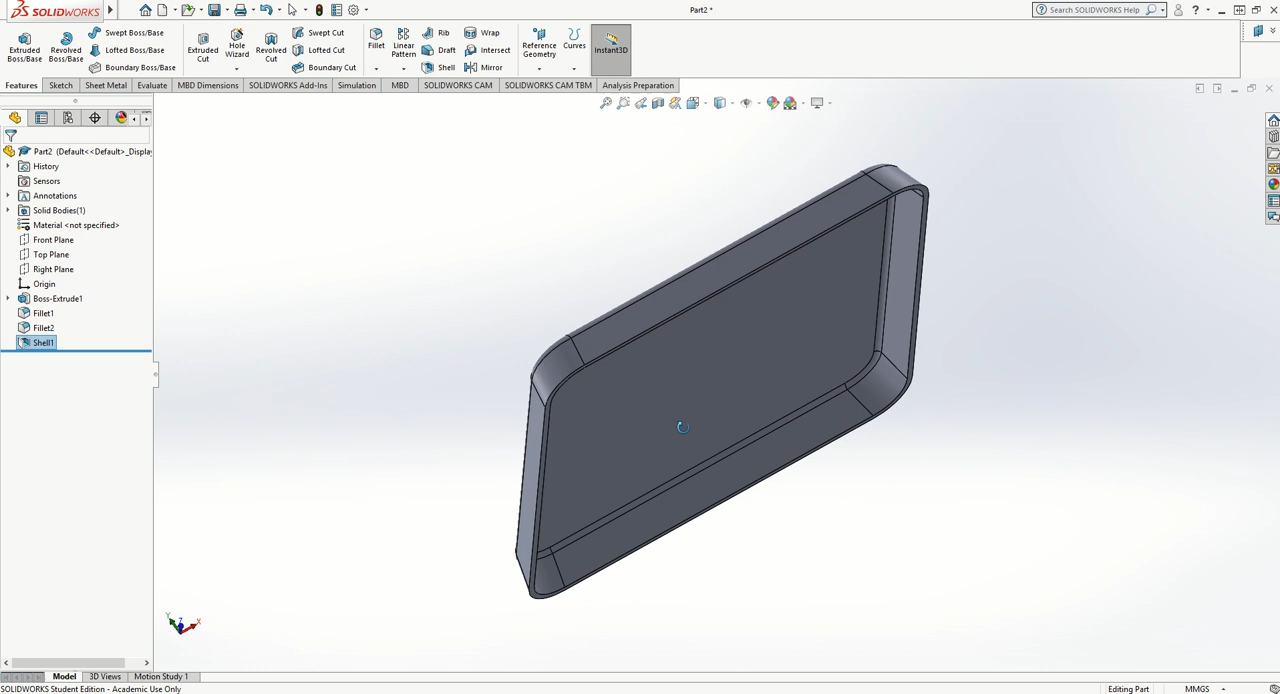 SOLIDWORKS
Part2 *
Search SOLIDWORKS Help
Extruded Boss/Base
Revolved Boss/Base
Swept Boss/Base
Lofted Boss/Base
Boundary Boss/Base
Extruded Cut
Hole Wizard
Revolved Cut
Swept Cut
Lofted Cut
Boundary Cut
Fillet
Linear Pattern
Rib
Draft
Shell
Wrap
Intersect
Mirror
Reference Geometry
Curves
Instant3D
Features
Sketch
Sheet Metal
Evaluate
MBD Dimensions
SOLIDWORKS Add-Ins
Simulation
MBD
SOLIDWORKS CAM
SOLIDWORKS CAM TBM
Analysis Preparation
Part2 (Default<<Default>_Display
History
Sensors
Annotations
Solid Bodies(1)
Material <not specified>
Front Plane
Top Plane
Right Plane
Origin
Boss-Extrude1
Fillet1
Fillet2
Shell1
Y
Z
X
Model
3D Views
Motion Study 1
SOLIDWORKS Student Edition - Academic Use Only
Editing Part
MMGS